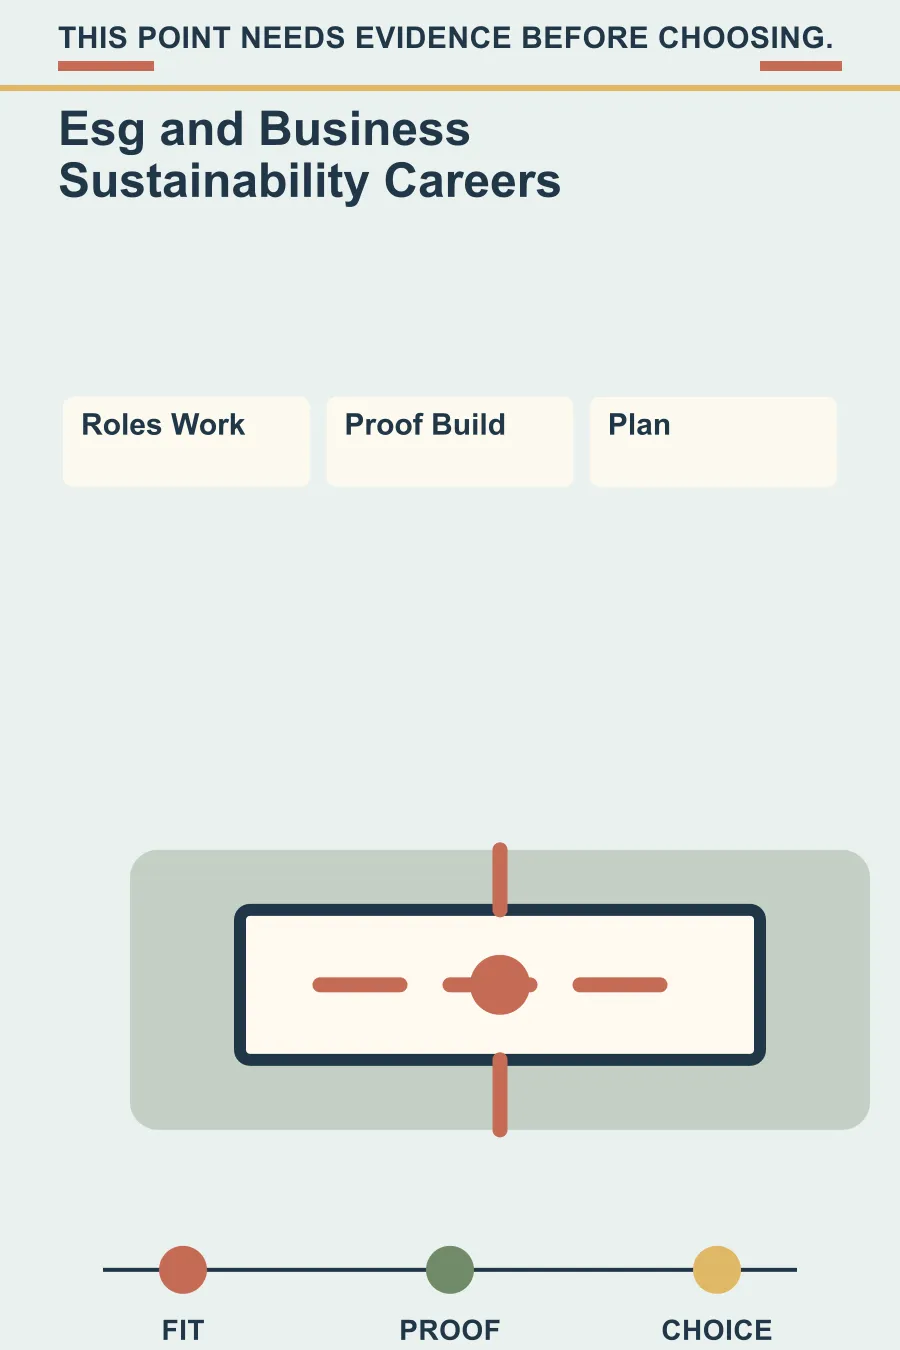 THIS POINT NEEDS EVIDENCE BEFORE CHOOSING.
Esg and Business
Sustainability Careers
Roles Work
Proof Build
Plan
FIT
PROOF
CHOICE